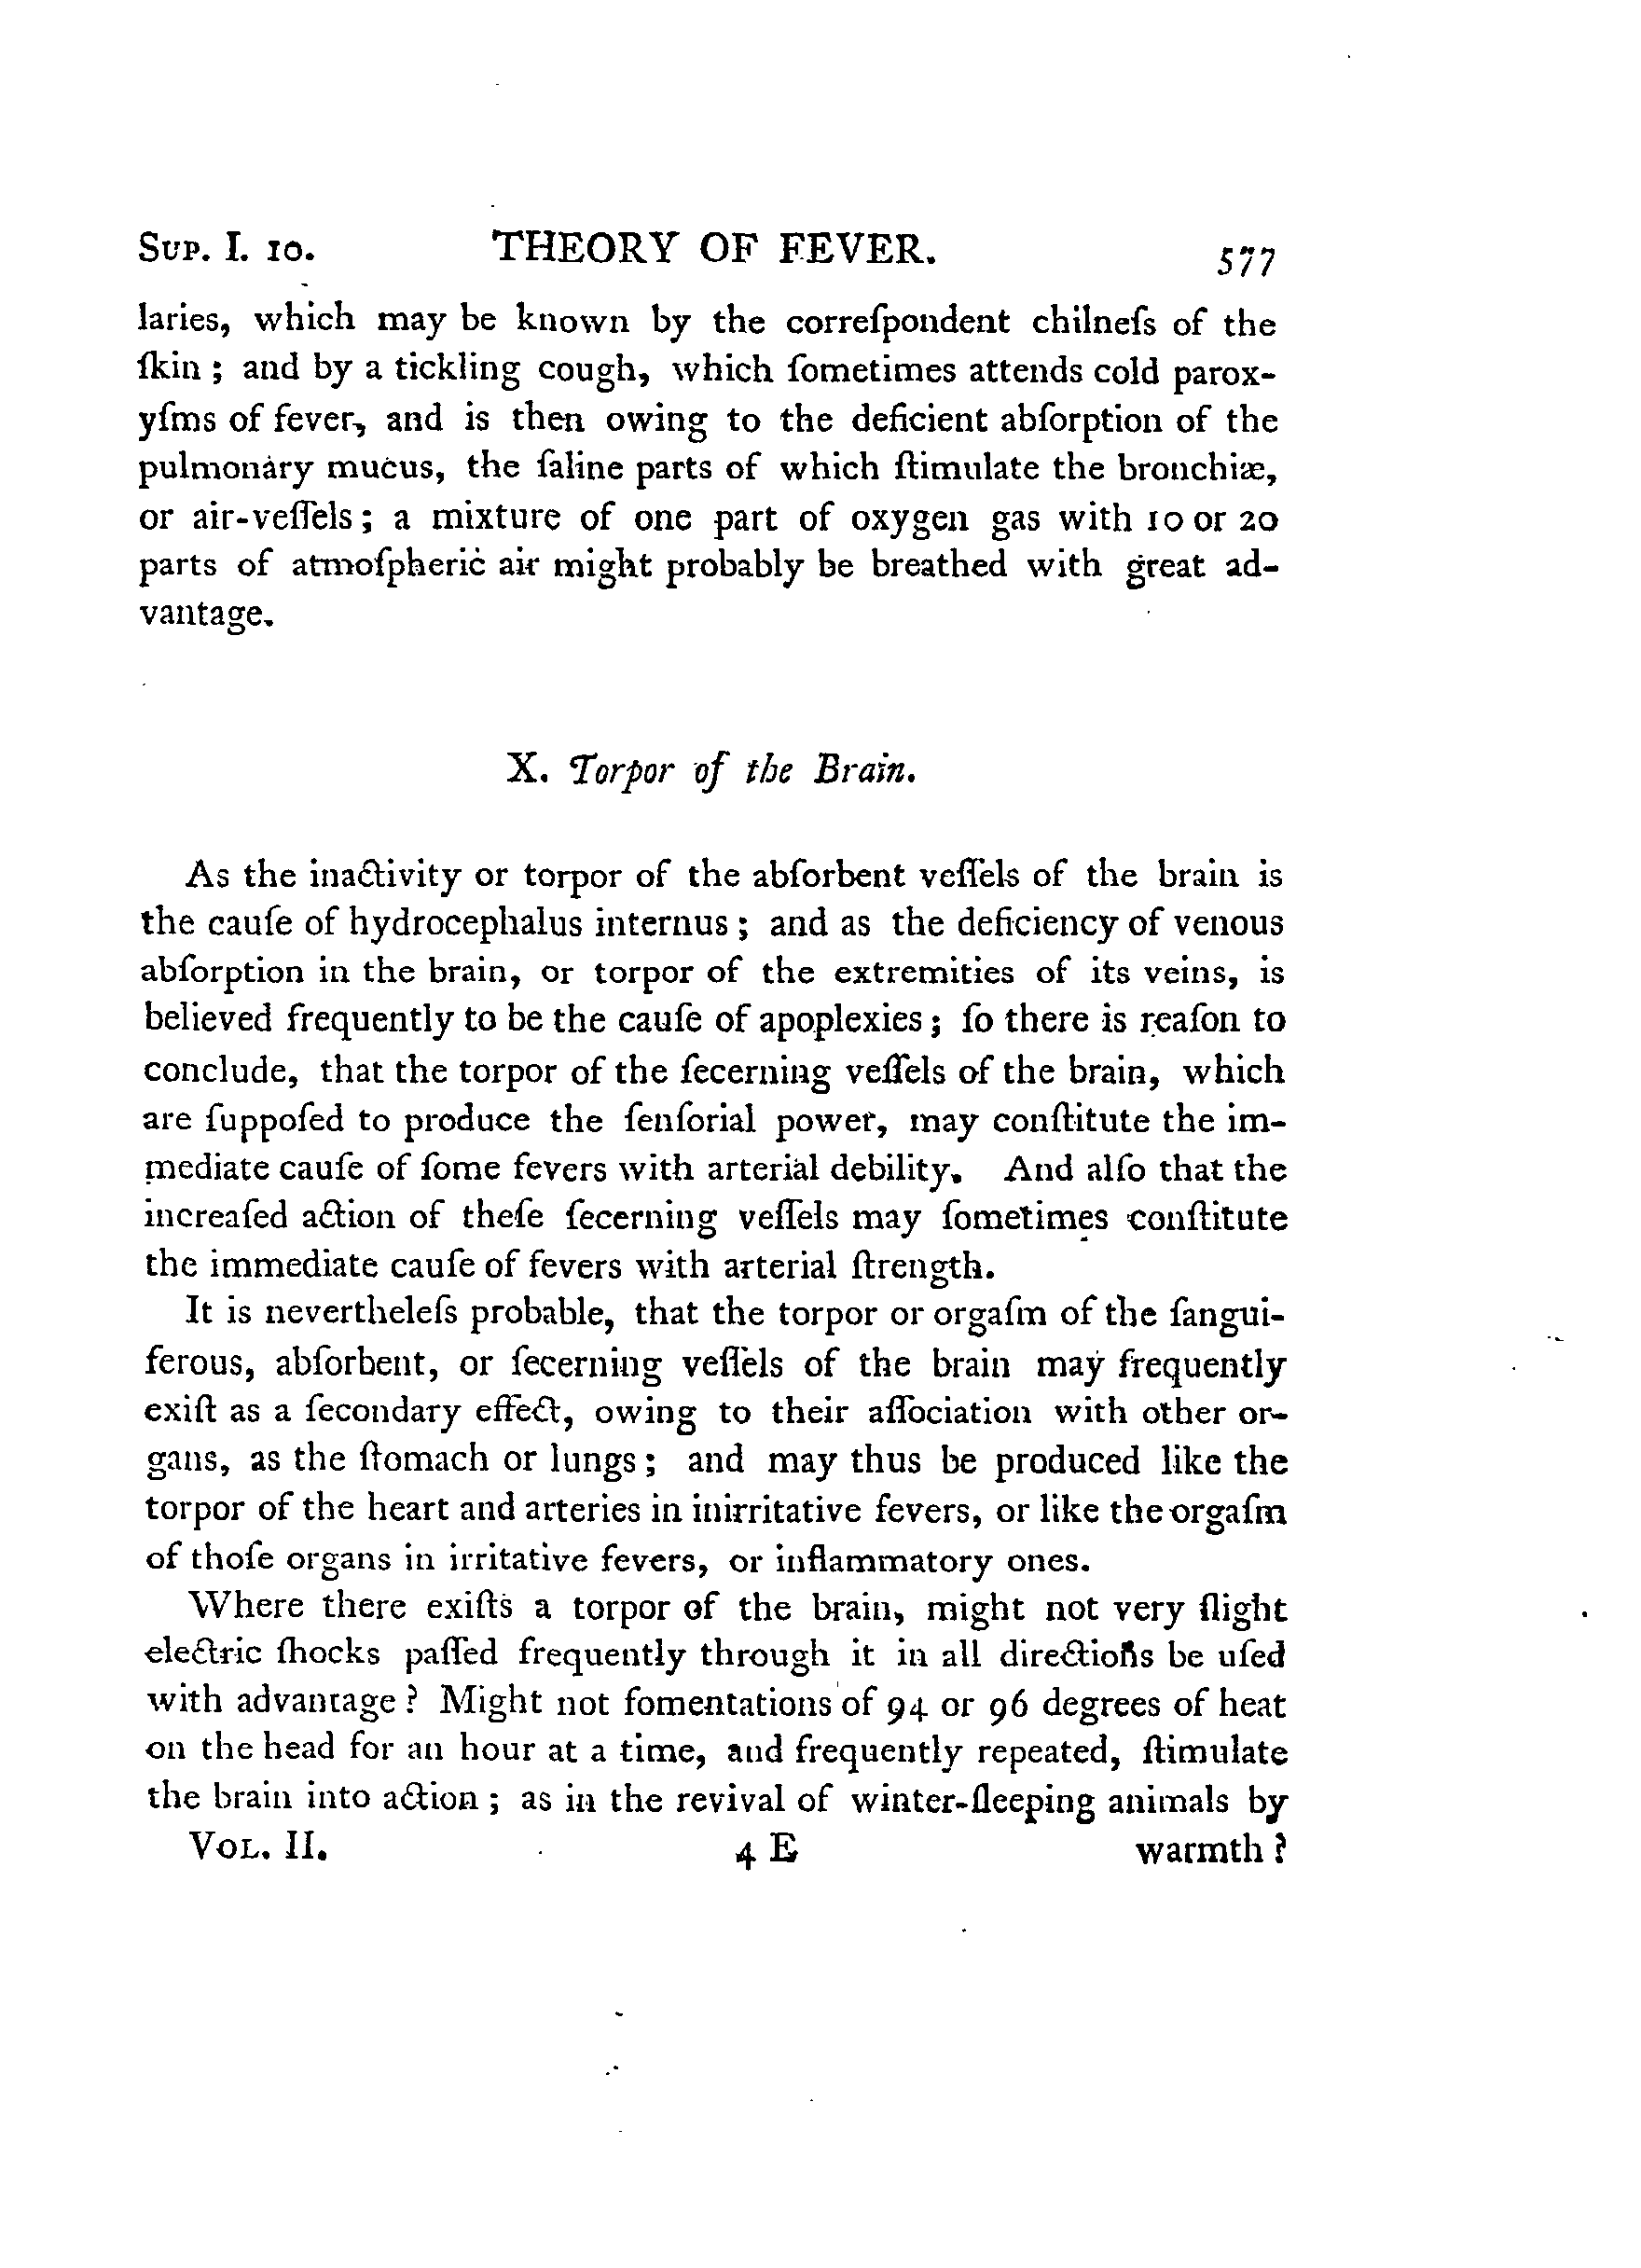 SUP. I. 10. THEORY OF FEVER. 577
laries, which may be known by the correſpondent chilneſs of the
ſkin ; and by a tickling cough, which ſometimes attends cold parox-
yſms of fever, and is then owing to the deficient abſorption of the
pulmonary mucus, the ſaline parts of which ſtimulate the bronchiæ,
or air-veſſels ; a mixture of one part of oxygen gas with 10 or 20
parts of atmoſpheric air might probably be breathed with great ad-
vantage.
X. Torpor of the Brain.
As the inactivity or torpor of the abſorbent veſſels of the brain is
the cauſe of hydrocephalus internus ; and as the deficiency of venous
abſorption in the brain, or torpor of the extremities of its veins, is
believed frequently to be the cauſe of apoplexies ; ſo there is reaſon to
conclude, that the torpor of the ſecerning veſſels of the brain, which
are ſuppoſed to produce the ſenſorial power, may conſtitute the im-
mediate cauſe of ſome fevers with arterial debility. And alſo that the
increaſed action of theſe ſecerning veſſels may ſometimes conſtitute
the immediate cauſe of fevers with arterial ſtrength.
It is nevertheleſs probable, that the torpor or orgaſm of the ſangui-
ferous, abſorbent, or ſecerning veſſels of the brain may frequently
exiſt as a ſecondary effect, owing to their aſſociation with other or-
gans, as the ſtomach or lungs ; and may thus be produced like the
torpor of the heart and arteries in inirritative fevers, or like the orgaſm
of thoſe organs in irritative fevers, or inflammatory ones.
Where there exiſts a torpor of the brain, might not very ſlight
electric ſhocks paſſed frequently through it in all directions be uſed
with advantage ? Might not fomentations of 94 or 96 degrees of heat
on the head for an hour at a time, and frequently repeated, ſtimulate
the brain into action ; as in the revival of winter-ſleeping animals by
VOL. II. 4 E warmth ?